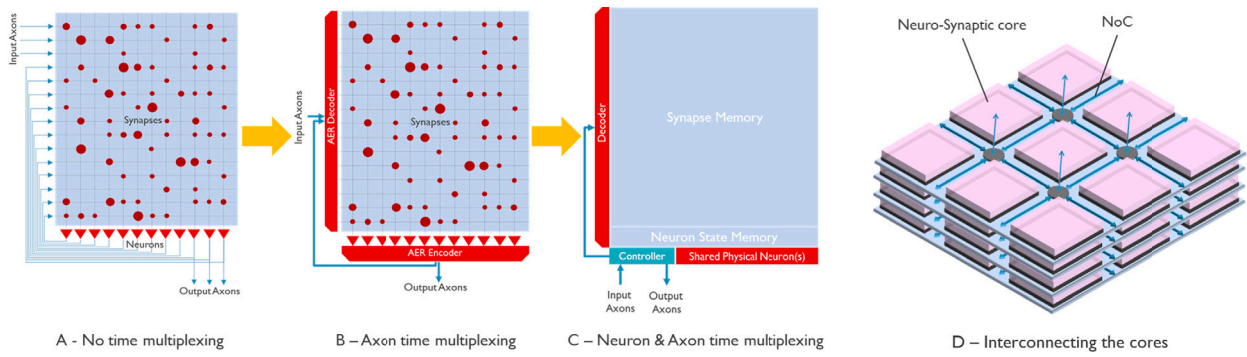 Input Axons
Synapses
Neurons
Output Axons
A - No time multiplexing
Input Axons
AER Decoder
Synapses
AER Encoder
Output Axons
B – Axon time multiplexing
Decoder
Synapse Memory
Neuron State Memory
Controller
Shared Physical Neuron(s)
Input
Axons
Output
Axons
C – Neuron & Axon time multiplexing
Neuro-Synaptic core
NoC
D – Interconnecting the cores